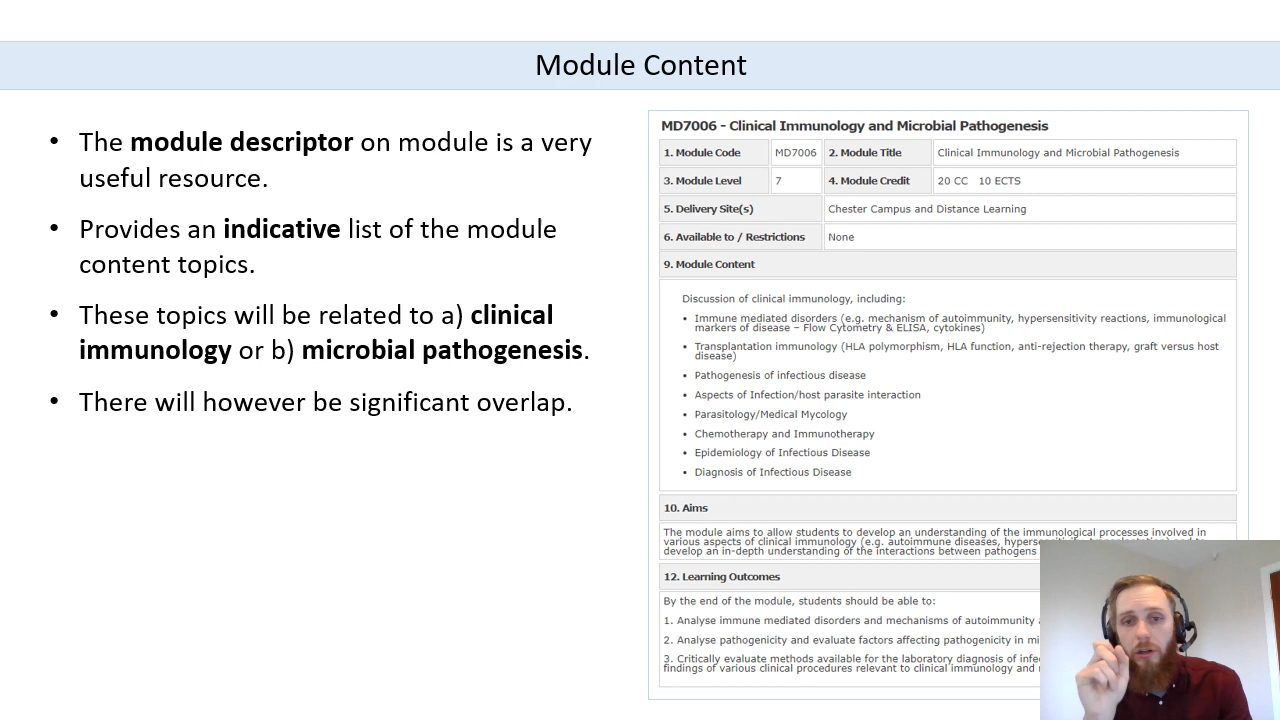 Module Content
• The module descriptor on module is a very
useful resource.
• Provides an indicative list of the module
content topics.
• These topics will be related to a) clinical
immunology or b) microbial pathogenesis.
• There will however be significant overlap.
MD7006 - Clinical Immunology and Microbial Pathogenesis
1. Module Code MD7006 2. Module Title Clinical Immunology and Microbial Pathogenesis
3. Module Level 7 4. Module Credit 20 CC 10 ECTS
5. Delivery Site(s) Chester Campus and Distance Learning
6. Available to / Restrictions None
9. Module Content
Discussion of clinical immunology, including:
• Immune mediated disorders (e.g. mechanism of autoimmunity, hypersensitivity reactions, immunological
markers of disease – Flow Cytometry & ELISA, cytokines)
• Transplantation immunology (HLA polymorphism, HLA function, anti-rejection therapy, graft versus host
disease)
• Pathogenesis of infectious disease
• Aspects of Infection/host parasite interaction
• Parasitology/Medical Mycology
• Chemotherapy and Immunotherapy
• Epidemiology of Infectious Disease
• Diagnosis of Infectious Disease
10. Aims
The module aims to allow students to develop an understanding of the immunological processes involved in
various aspects of clinical immunology (e.g. autoimmune diseases,
develop an in-depth understanding of the interactions between pathogens
12. Learning Outcomes
By the end of the module, students should be able to:
1. Analyse immune mediated disorders and mechanisms of autoimmunity
2. Analyse pathogenicity and evaluate factors affecting pathogenicity in
3. Critically evaluate methods available for the laboratory diagnosis of
findings of various clinical procedures relevant to clinical immunology and